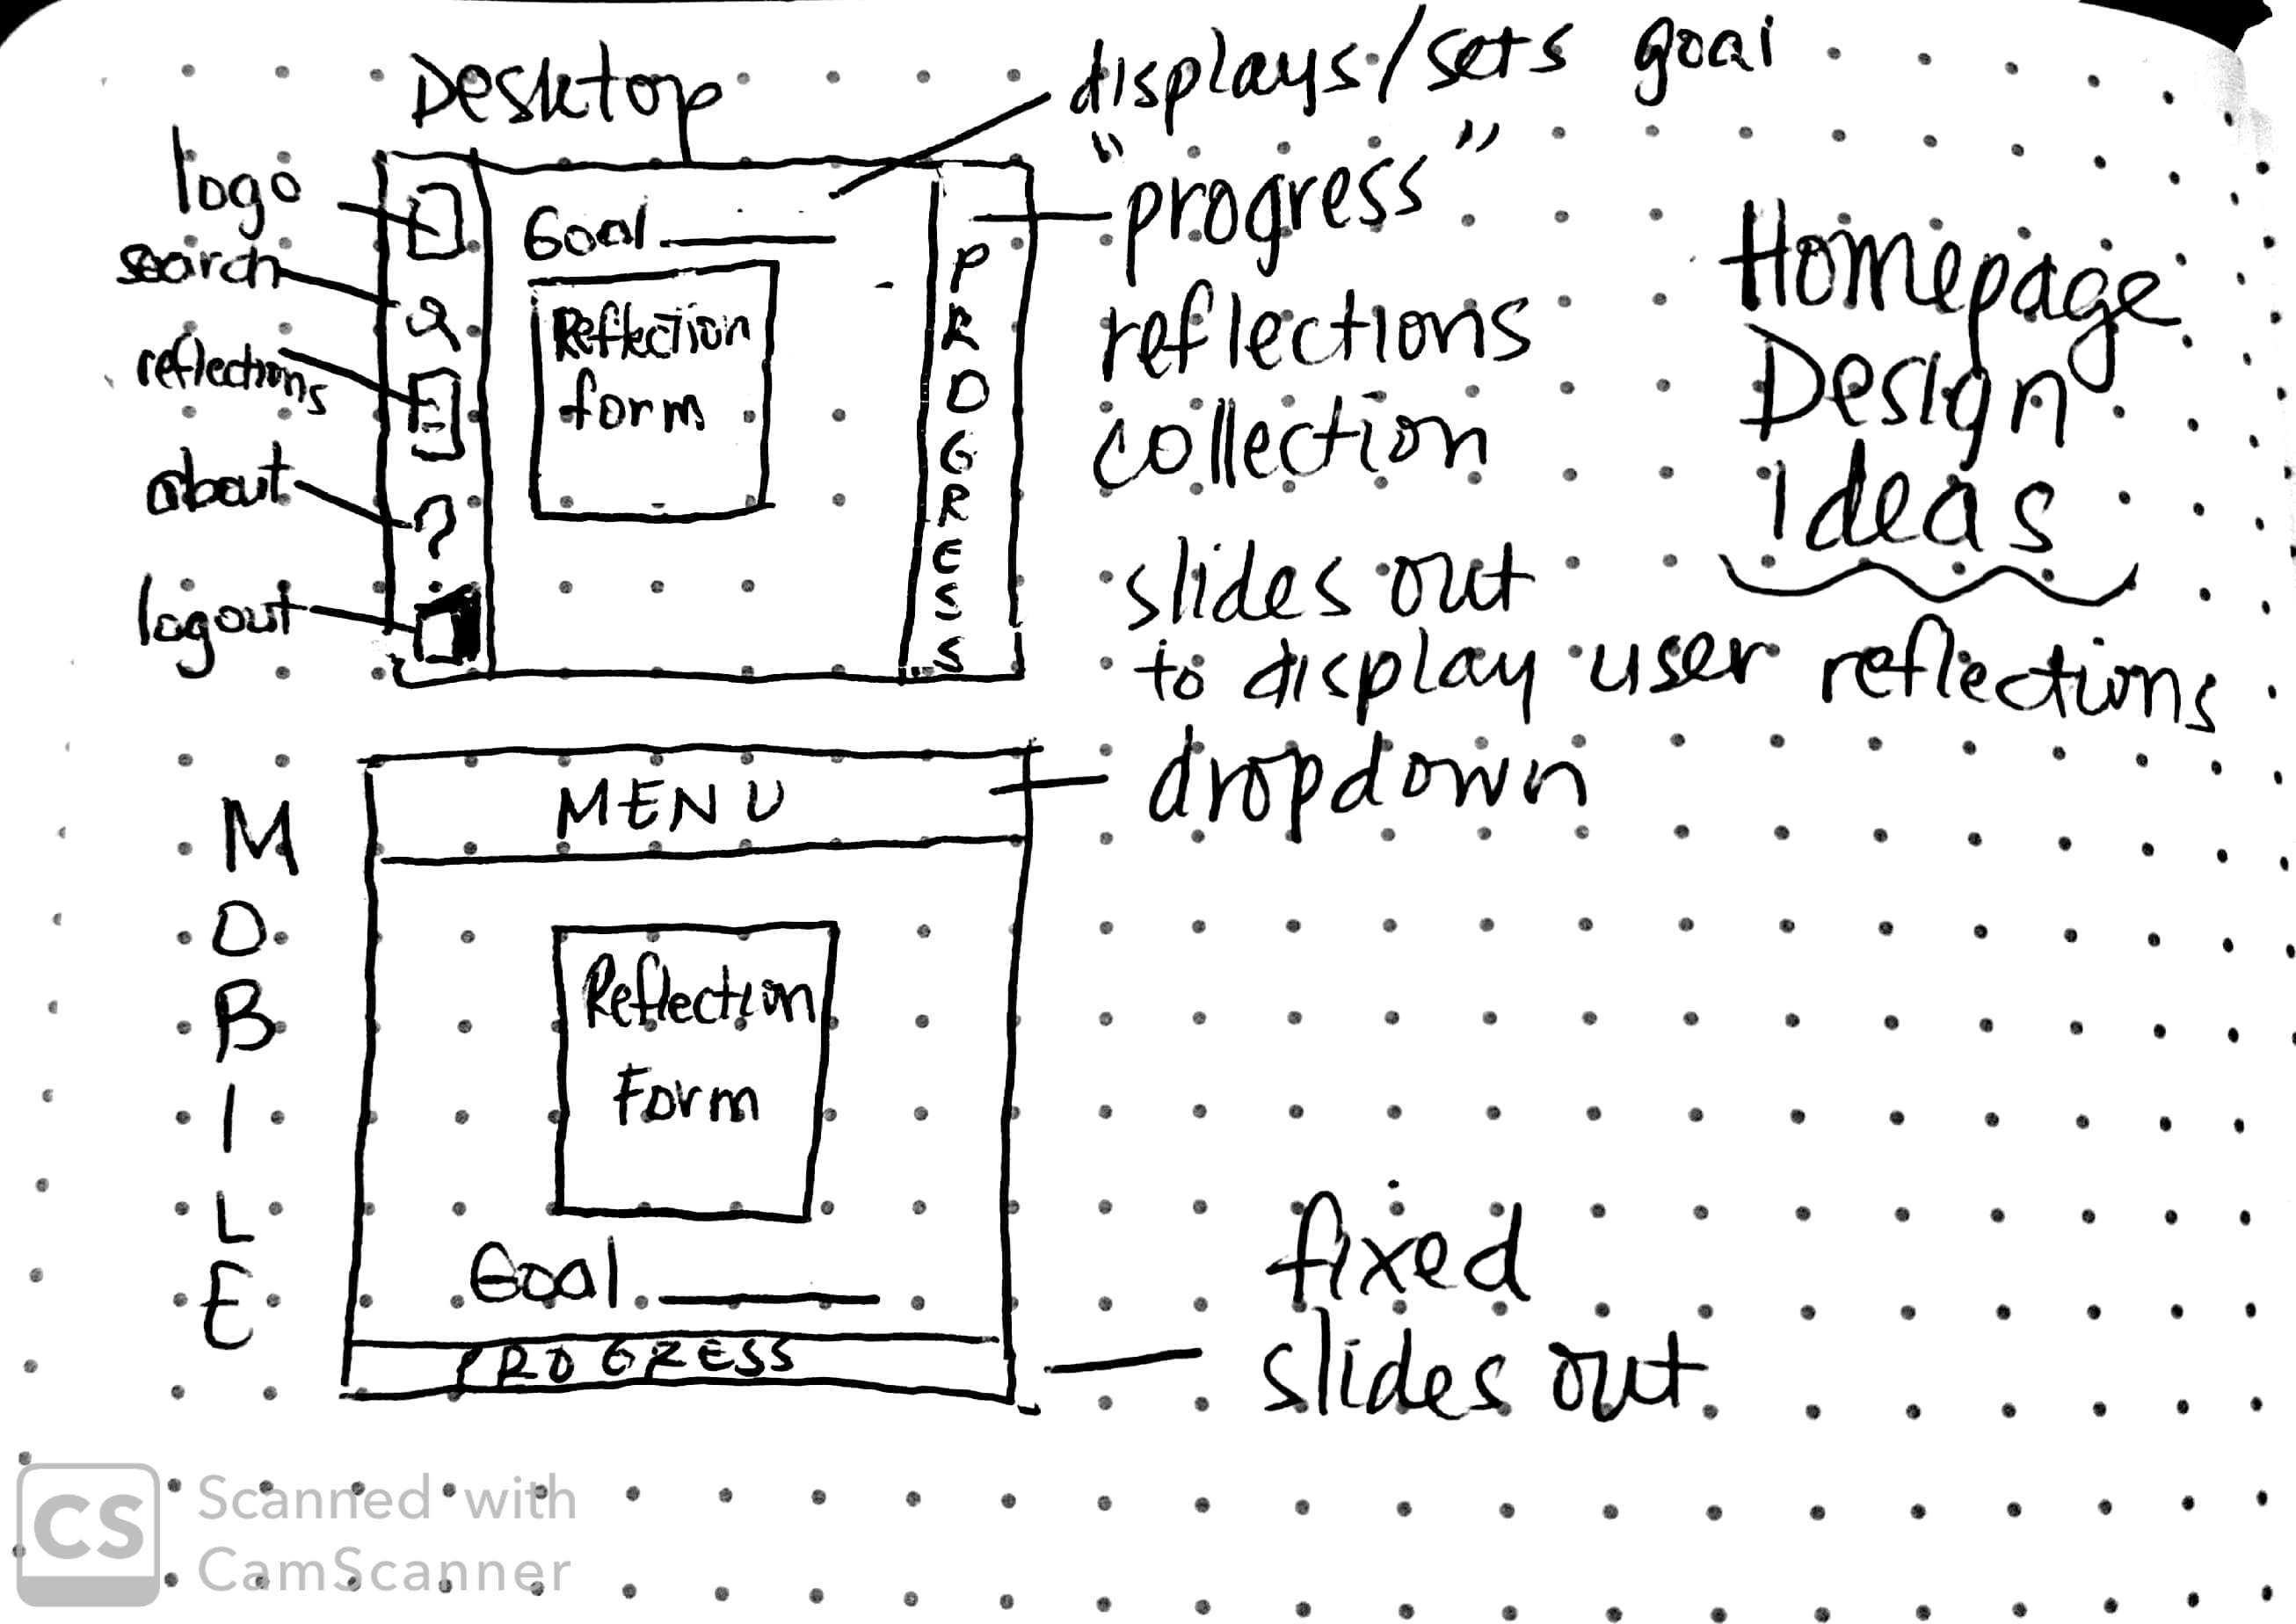 Homepage
Design
ideas
Desktop
displays/sets goal
logo
search
reflections
about
logout
?
Goal
Reflection
form
PROGRESS
"progress"
reflections
collection
slides out
to display user reflections
MOBILE
MENU
dropdown
Reflection
Form
Goal
PROGRESS
fixed
slides out
CS
Scanned with
CamScanner